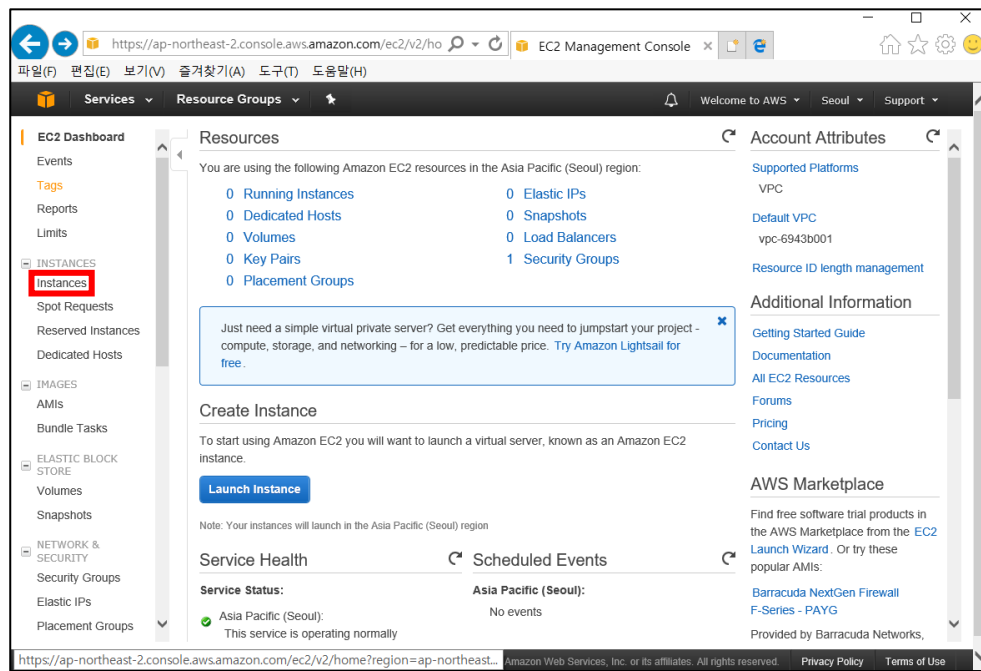 https://ap-northeast-2.console.aws.amazon.com/ec2/v2/ho
EC2 Management Console
파일(F) 편집(E) 보기(V) 즐겨찾기(A) 도구(T) 도움말(H)
Services Resource Groups Welcome to AWS Seoul Support
EC2 Dashboard
Events
Tags
Reports
Limits
INSTANCES
Instances
Spot Requests
Reserved Instances
Dedicated Hosts
IMAGES
AMIs
Bundle Tasks
ELASTIC BLOCK
STORE
Volumes
Snapshots
NETWORK &
SECURITY
Security Groups
Elastic IPs
Placement Groups
Resources
You are using the following Amazon EC2 resources in the Asia Pacific (Seoul) region:
0 Running Instances
0 Dedicated Hosts
0 Volumes
0 Key Pairs
0 Placement Groups
0 Elastic IPs
0 Snapshots
0 Load Balancers
1 Security Groups
Just need a simple virtual private server? Get everything you need to jumpstart your project -
compute, storage, and networking – for a low, predictable price. Try Amazon Lightsail for
free.
Create Instance
To start using Amazon EC2 you will want to launch a virtual server, known as an Amazon EC2
instance.
Launch Instance
Note: Your instances will launch in the Asia Pacific (Seoul) region
Service Health
Service Status:
Asia Pacific (Seoul):
This service is operating normally
Scheduled Events
Asia Pacific (Seoul):
No events
Account Attributes
Supported Platforms
VPC
Default VPC
vpc-6943b001
Resource ID length management
Additional Information
Getting Started Guide
Documentation
All EC2 Resources
Forums
Pricing
Contact Us
AWS Marketplace
Find free software trial products in
the AWS Marketplace from the EC2
Launch Wizard. Or try these
popular AMIs:
Barracuda NextGen Firewall
F-Series - PAYG
Provided by Barracuda Networks,
https://ap-northeast-2.console.aws.amazon.com/ec2/v2/home?region=ap-northeast...
Amazon Web Services, Inc. or its affiliates. All rights reserved. Privacy Policy Terms of Use